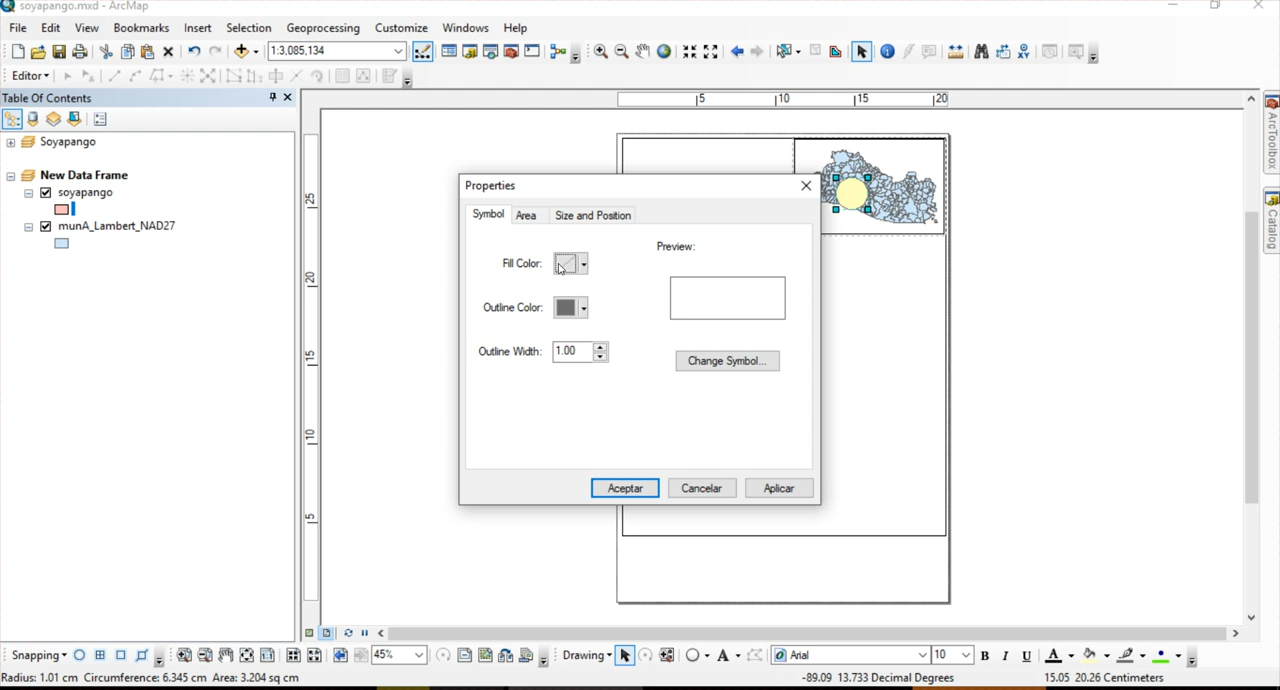 soyapango.mxd - ArcMap
File Edit View Bookmarks Insert Selection Geoprocessing Customize Windows Help
1:3,085,134
Editor
Table Of Contents
Soyapango
New Data Frame
soyapango
munA_Lambert_NAD27
5 10 15 20
25
20
15
10
5
Properties
Symbol Area Size and Position
Fill Color:
Preview:
Outline Color:
Outline Width: 1.00
Change Symbol...
Aceptar Cancelar Aplicar
ArcToolbox
Catalog
Snapping 45% Drawing A Arial 10 B I U A
Radius: 1.01 cm Circumference: 6.345 cm Area: 3.204 sq cm -89.09 13.733 Decimal Degrees 15.05 20.26 Centimeters